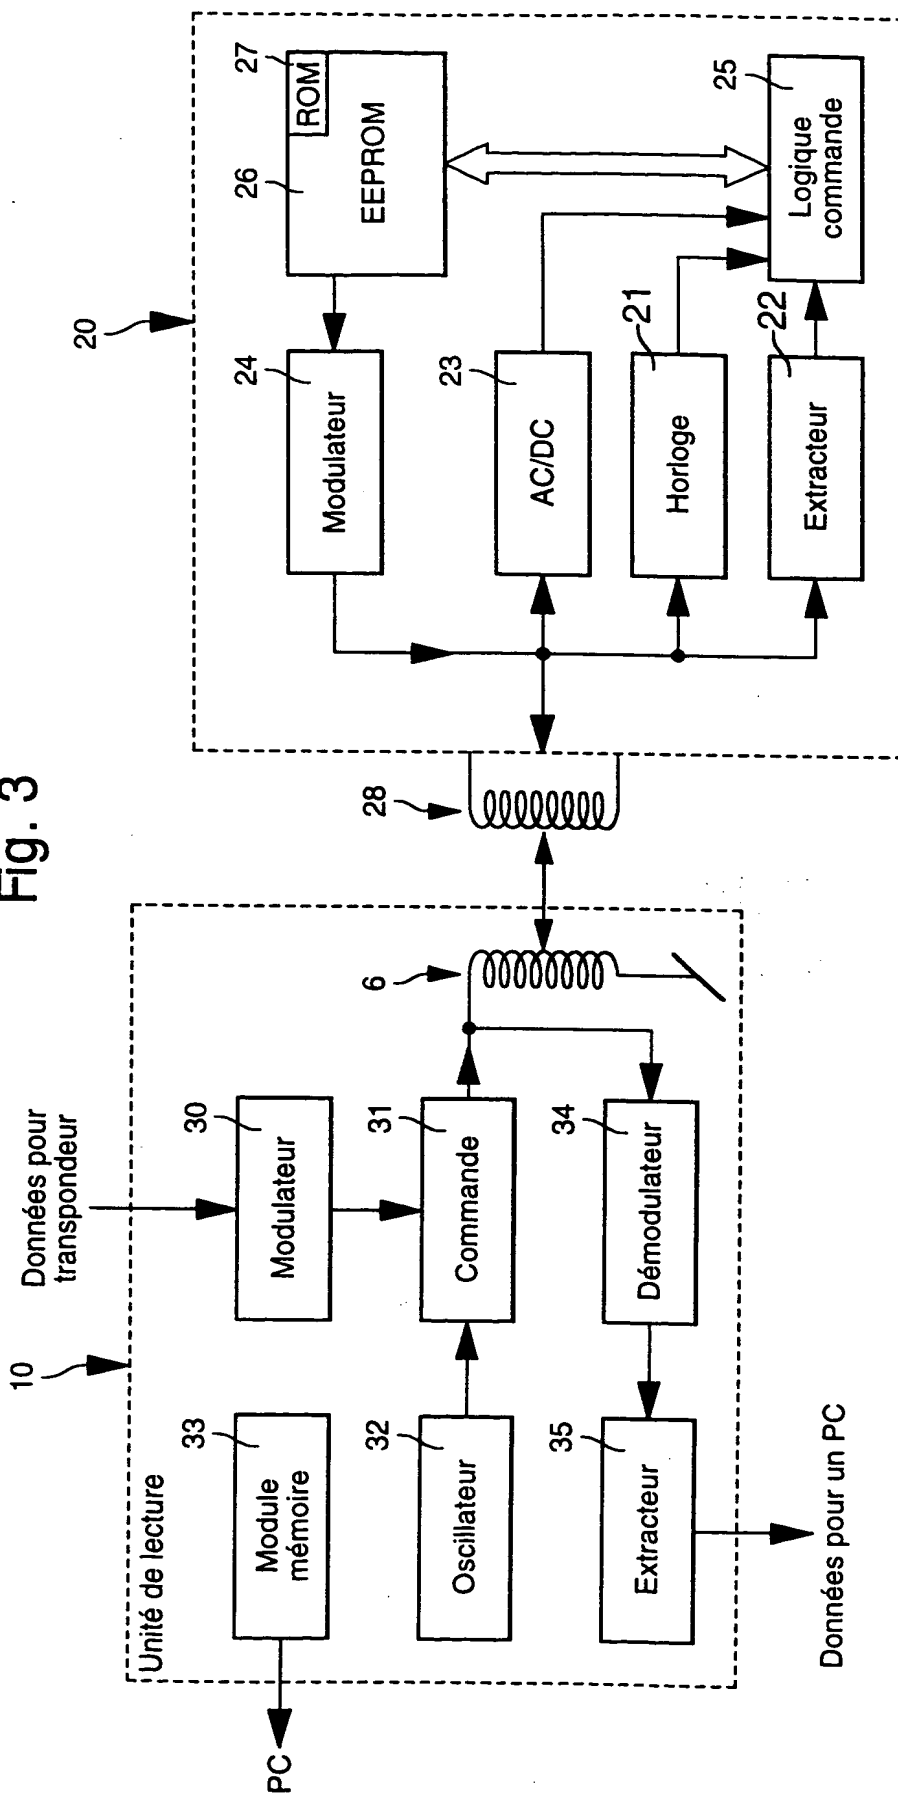 Fig. 3
10
Données pour
transpondeur
Unité de lecture
33
Module
mémoire
PC
30
Modulateur
32
Oscillateur
31
Commande
6
35
Extracteur
34
Démodulateur
Données pour un PC
28
20
24
Modulateur
26
27
ROM
EEPROM
23
AC/DC
21
Horloge
22
Extracteur
25
Logique
commande